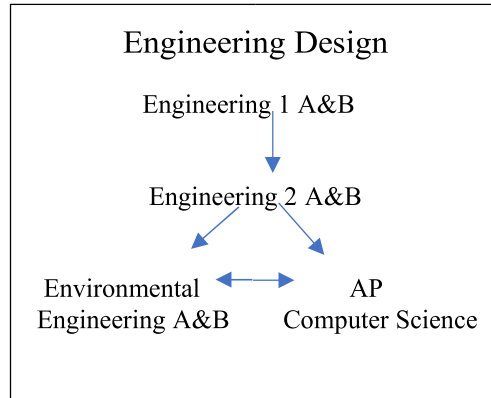 Engineering Design
Engineering 1 A&B
Engineering 2 A&B
Environmental
Engineering A&B
AP
Computer Science